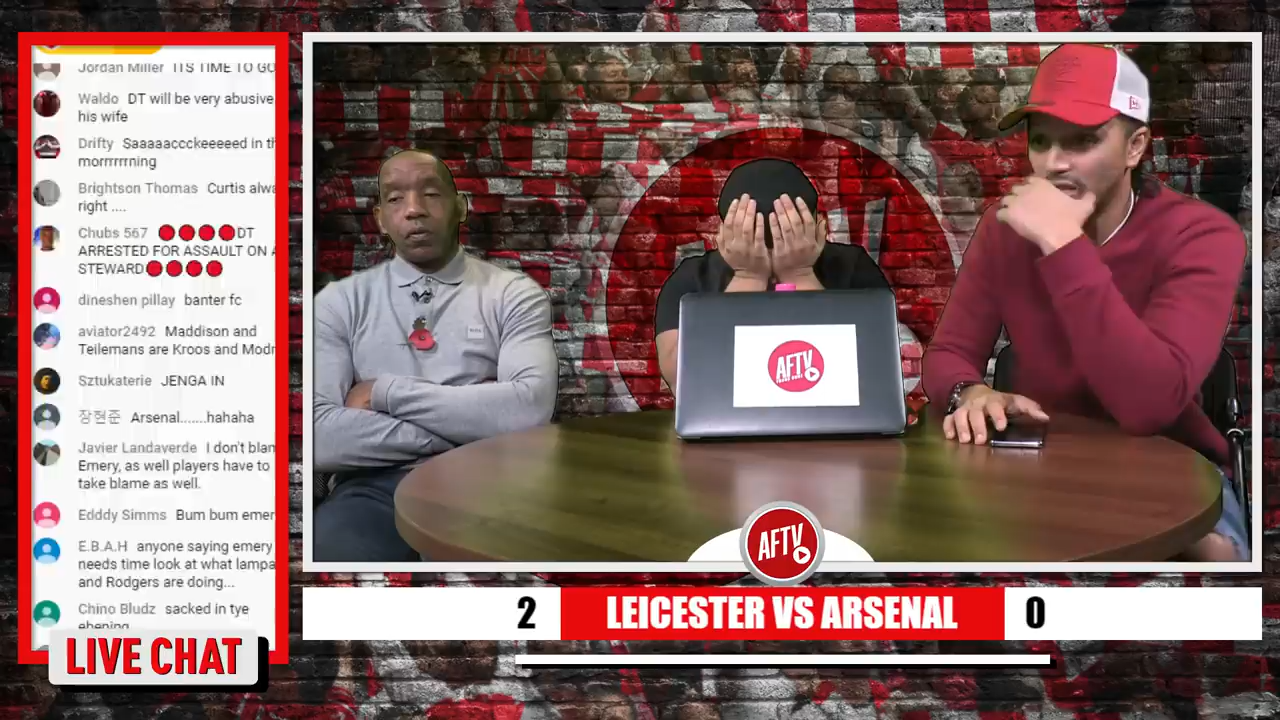 Jordan Miller ITS TIME TO GO
Waldo DT will be very abusive
his wife
Drifty Saaaaaccckeeeeed in th
morrrrrrning
Brightson Thomas Curtis alwa
right ....
Chubs 567 🔴🔴🔴🔴DT
ARRESTED FOR ASSAULT ON A
STEWARD🔴🔴🔴🔴
dineshen pillay banter fc
aviator2492 Maddison and
Teilemans are Kroos and Modr
Sztukaterie JENGA IN
장현준 Arsenal.......hahaha
Javier Landaverde I don't blan
Emery, as well players have to
take blame as well.
Edddy Simms Bum bum emer
E.B.A.H anyone saying emery
needs time look at what lampa
and Rodgers are doing...
Chino Bludz sacked in tye
ebening
LIVE CHAT
AFTV
AFTV
2 LEICESTER VS ARSENAL 0